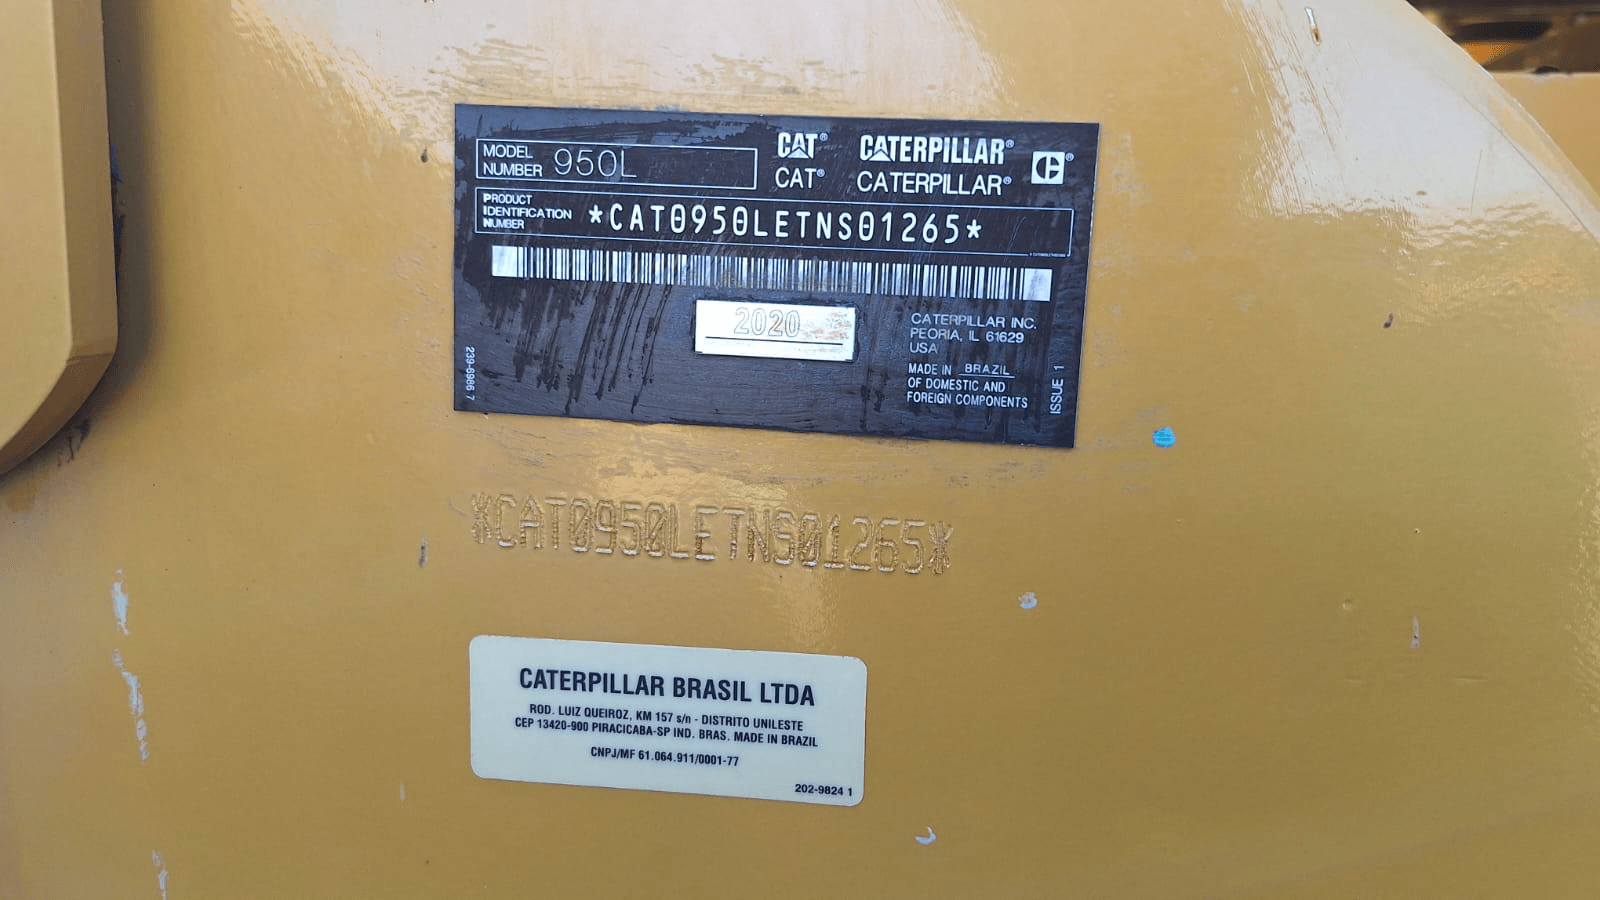 MODEL NUMBER 950L
CAT® CATERPILLAR®
CAT® CATERPILLAR®
PRODUCT IDENTIFICATION NUMBER *CAT0950LETNS01265*
2020
CATERPILLAR INC.
PEORIA, IL 61629
USA
MADE IN BRAZIL
OF DOMESTIC AND
FOREIGN COMPONENTS
239-6986 7
ISSUE 1
*CAT0950LETNS01265*
CATERPILLAR BRASIL LTDA
ROD. LUIZ QUEIROZ, KM 157 s/n - DISTRITO UNILESTE
CEP 13420-900 PIRACICABA-SP IND. BRAS. MADE IN BRAZIL
CNPJ/MF 61.064.911/0001-77
202-9824 1